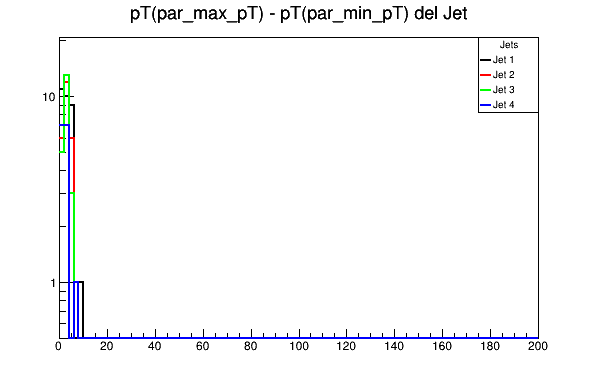 pT(par_max_pT) - pT(par_min_pT) del Jet
Jets
Jet 1
Jet 2
Jet 3
Jet 4
10
1
0 20 40 60 80 100 120 140 160 180 200